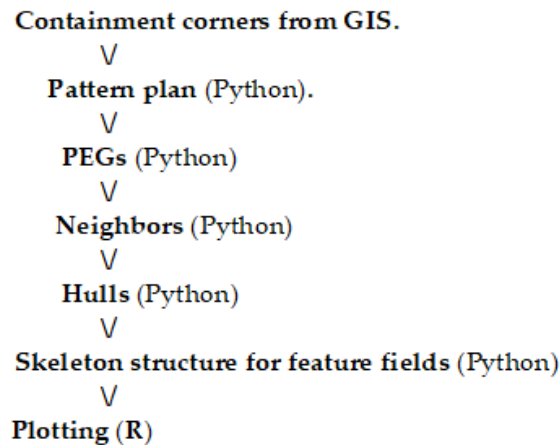 Containment corners from GIS.
\/
Pattern plan (Python).
\/
PEGs (Python)
\/
Neighbors (Python)
\/
Hulls (Python)
\/
Skeleton structure for feature fields (Python)
\/
Plotting (R)